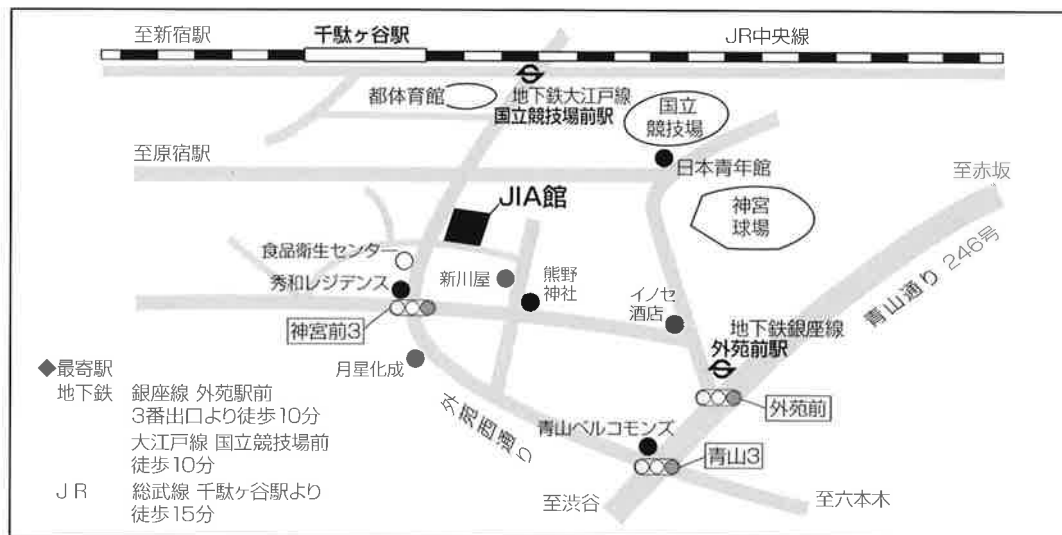 至新宿駅
千駄ヶ谷駅
JR中央線
都体育館
地下鉄大江戸線
国立競技場前駅
国立
競技場
至原宿駅
日本青年館
至赤坂
JIA館
神宮
球場
食品衛生センター
秀和レジデンス
新川屋
熊野
神社
イノセ
酒店
青山通り 246号
神宮前3
地下鉄銀座線
外苑前駅
月星化成
外苑西通り
外苑前
青山ベルコモンズ
青山3
至渋谷
至六本木
◆最寄駅
地下鉄 銀座線 外苑駅前
3番出口より徒歩10分
大江戸線 国立競技場前
徒歩10分
JR 総武線 千駄ヶ谷駅より
徒歩15分